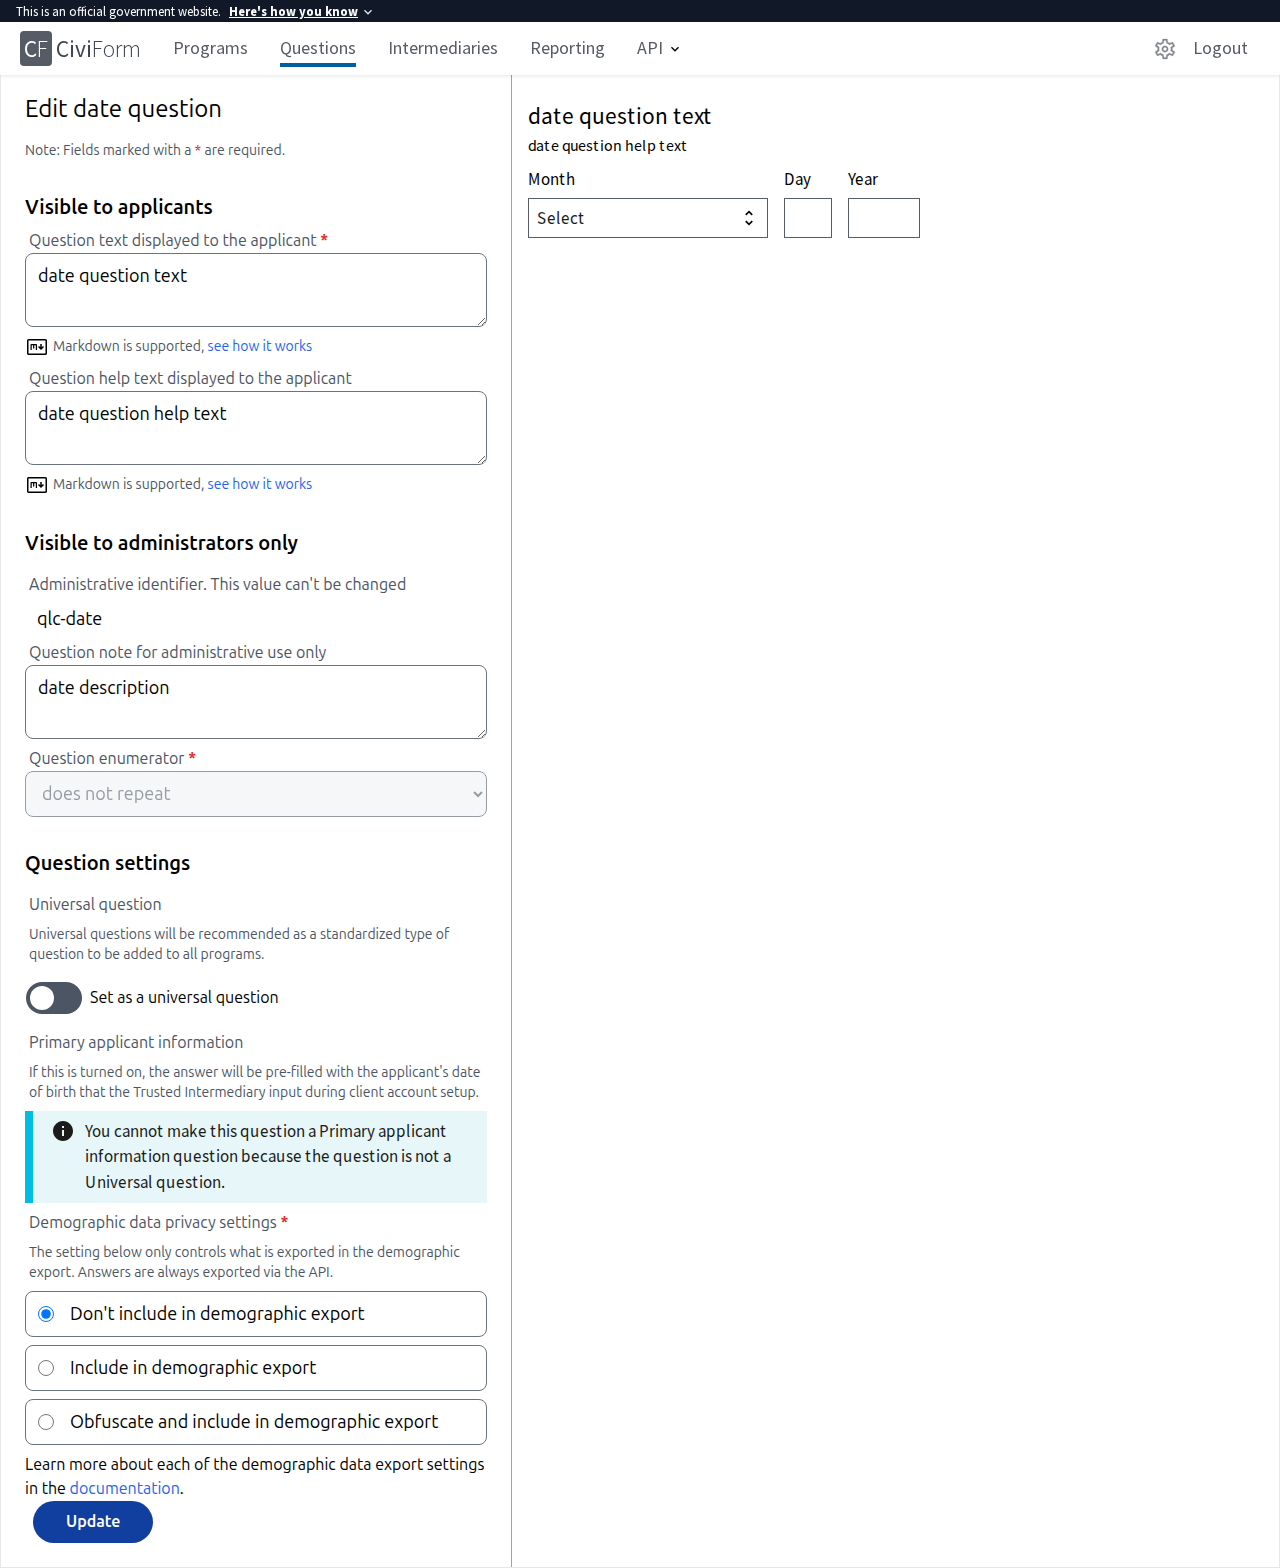 This is an official government website. Here's how you know
CF CiviForm Programs Questions Intermediaries Reporting API Logout
Edit date question
Note: Fields marked with a * are required.
Visible to applicants
Question text displayed to the applicant *
date question text
Markdown is supported, see how it works
Question help text displayed to the applicant
date question help text
Markdown is supported, see how it works
Visible to administrators only
Administrative identifier. This value can't be changed
qlc-date
Question note for administrative use only
date description
Question enumerator *
does not repeat
Question settings
Universal question
Universal questions will be recommended as a standardized type of
question to be added to all programs.
Set as a universal question
Primary applicant information
If this is turned on, the answer will be pre-filled with the applicant's date
of birth that the Trusted Intermediary input during client account setup.
You cannot make this question a Primary applicant
information question because the question is not a
Universal question.
Demographic data privacy settings *
The setting below only controls what is exported in the demographic
export. Answers are always exported via the API.
Don't include in demographic export
Include in demographic export
Obfuscate and include in demographic export
Learn more about each of the demographic data export settings
in the documentation.
Update
date question text
date question help text
Month Day Year
Select